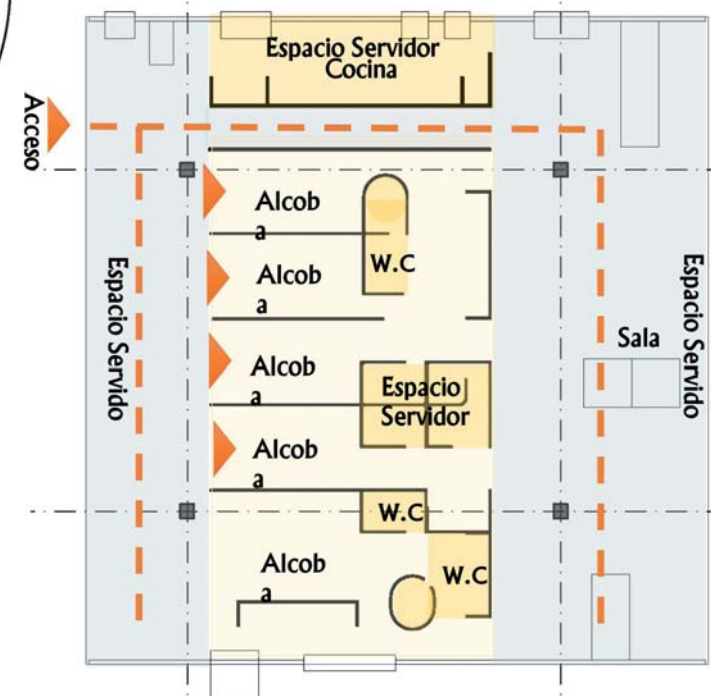 Espacio Servidor
Cocina
Acceso
Alcob
a
W.C
Alcob
a
Espacio Servido
Sala
Espacio Servido
Alcob
a
Espacio
Servidor
Alcob
a
W.C
Alcob
a
W.C